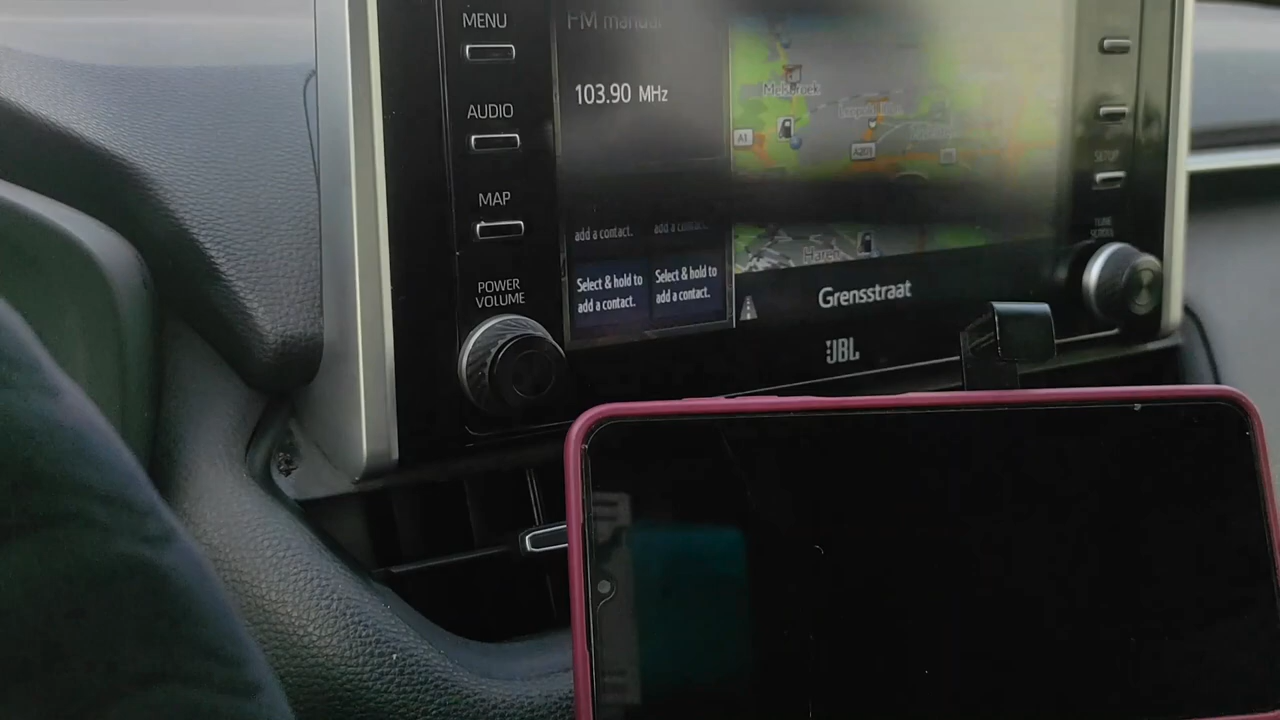 MENU
AUDIO
MAP
POWER
VOLUME
FM manual
103.90 MHz
add a contact.
add a contact.
Select & hold to
add a contact.
Select & hold to
add a contact.
Melsbroek
A1
A201
Haren
Grensstraat
JBL
SETUP
TUNE
SCROLL